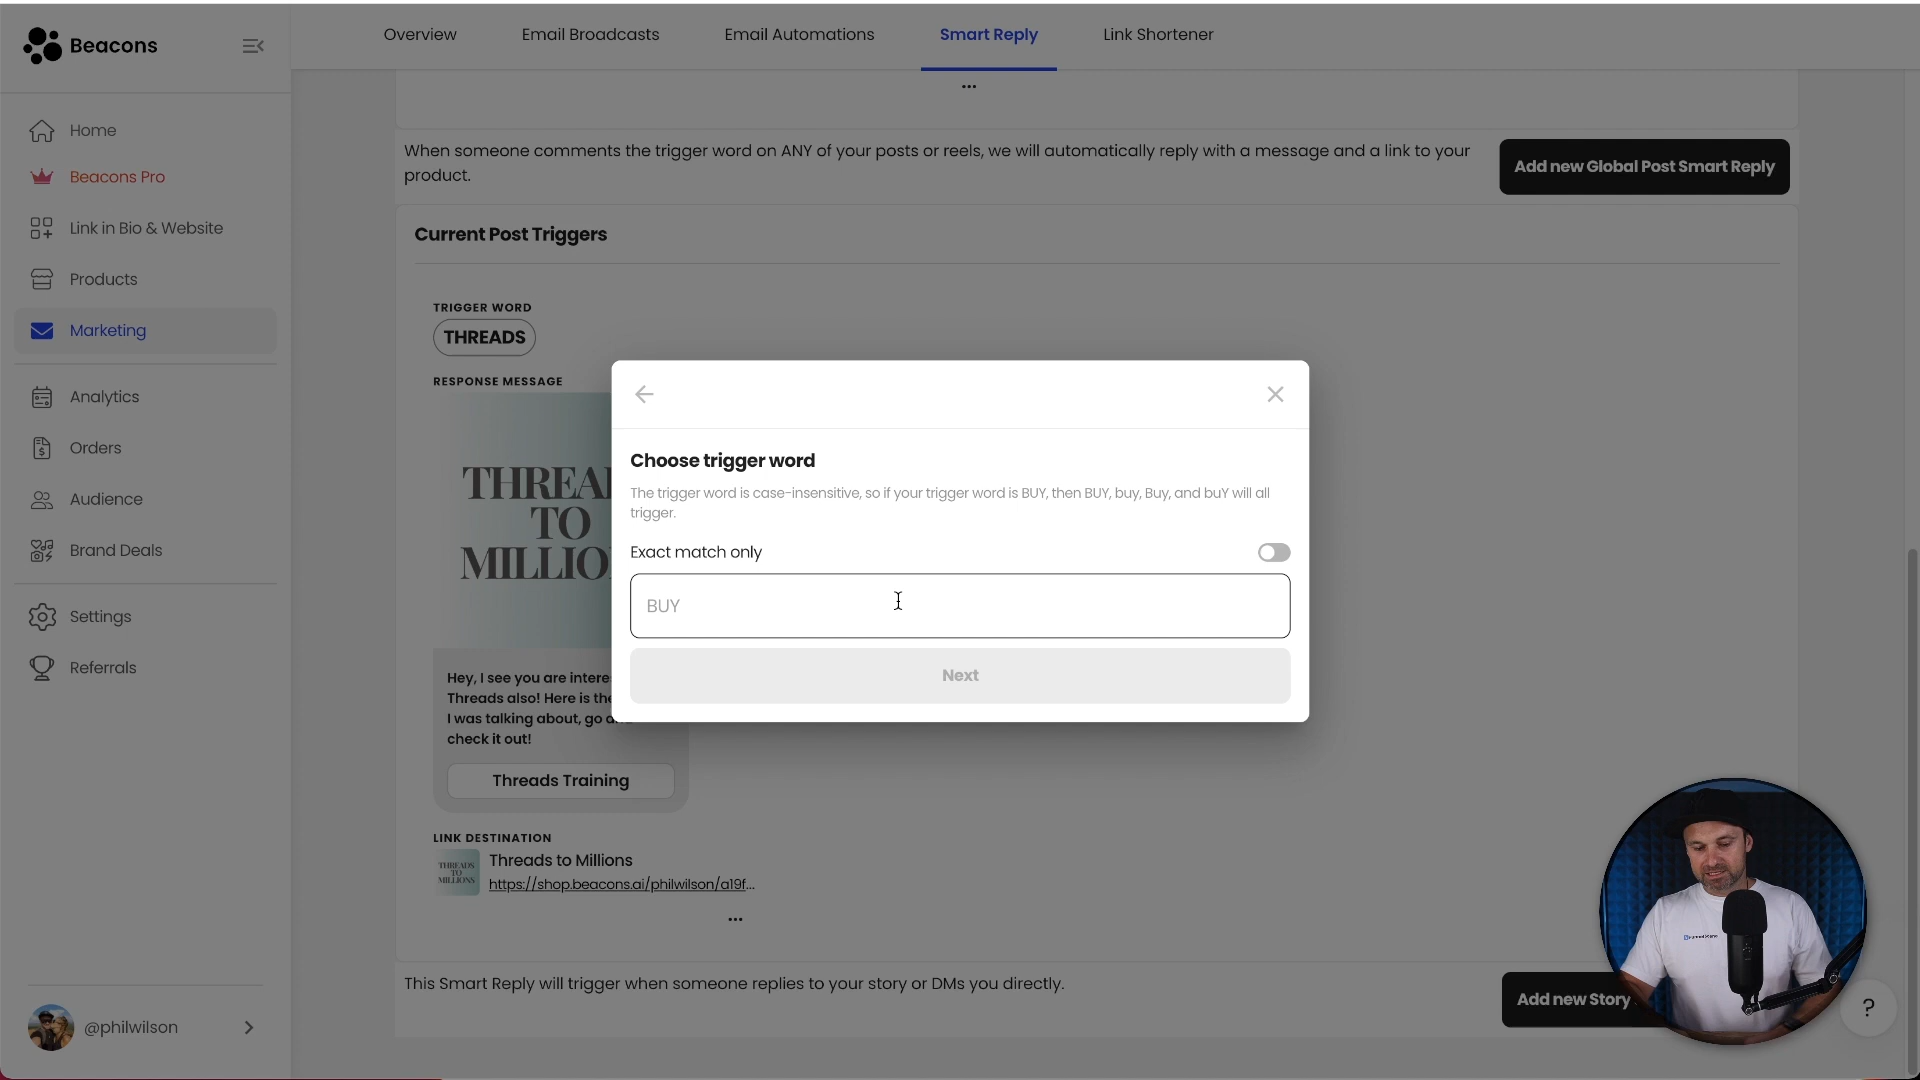 Beacons
Home
Beacons Pro
Link in Bio & Website
Products
Marketing
Analytics
Orders
Audience
Brand Deals
Settings
Referrals
@philwilson
Overview
Email Broadcasts
Email Automations
Smart Reply
Link Shortener
...
When someone comments the trigger word on ANY of your posts or reels, we will automatically reply with a message and a link to your
product.
Add new Global Post Smart Reply
Current Post Triggers
TRIGGER WORD
THREADS
RESPONSE MESSAGE
THREA
TO
MILLIO
Hey, I see you are intere
Threads also! Here is the
I was talking about, go a
check it out!
Threads Training
LINK DESTINATION
THREADS
TO
MILLIONS
Threads to Millions
https://shop.beacons.ai/philwilson/a19f...
...
Choose trigger word
The trigger word is case-insensitive, so if your trigger word is BUY, then BUY, buy, Buy, and buY will all
trigger.
Exact match only
BUY
Next
This Smart Reply will trigger when someone replies to your story or DMs you directly.
Add new Story
?